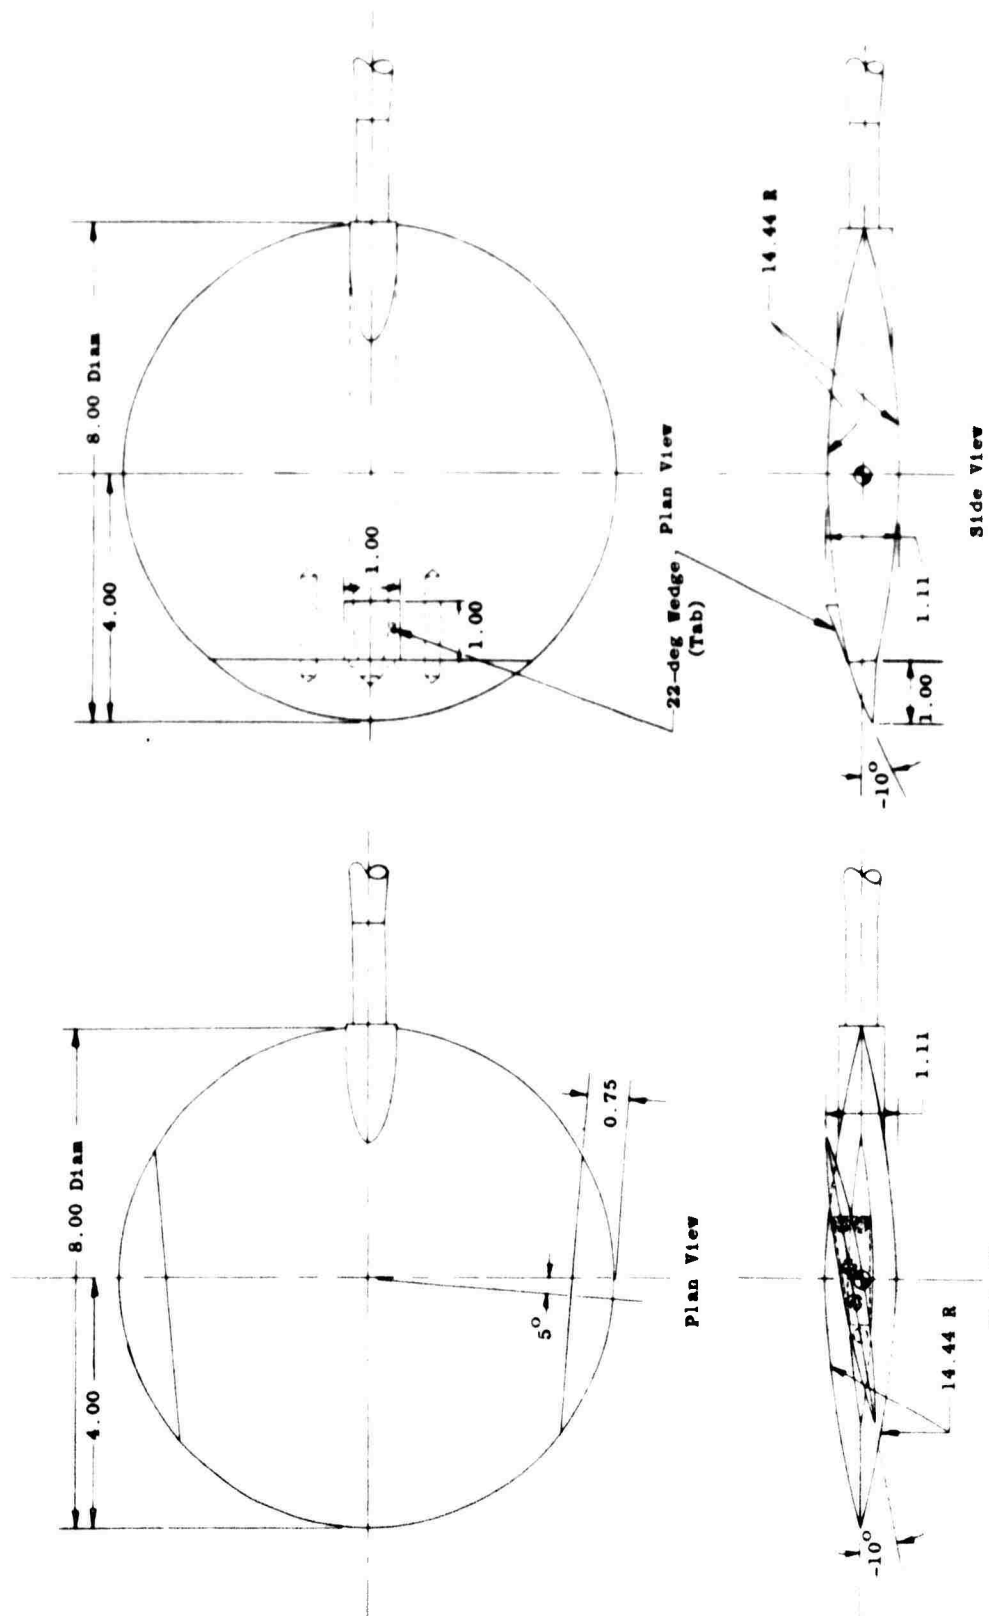 8.00 Diam
4.00
1.00
1.00
22-deg Wedge
(Tab)
Plan View
14.44 R
1.11
1.00
-10°
Side View
8.00 Diam
4.00
5°
0.75
Plan View
1.11
14.44 R
-10°